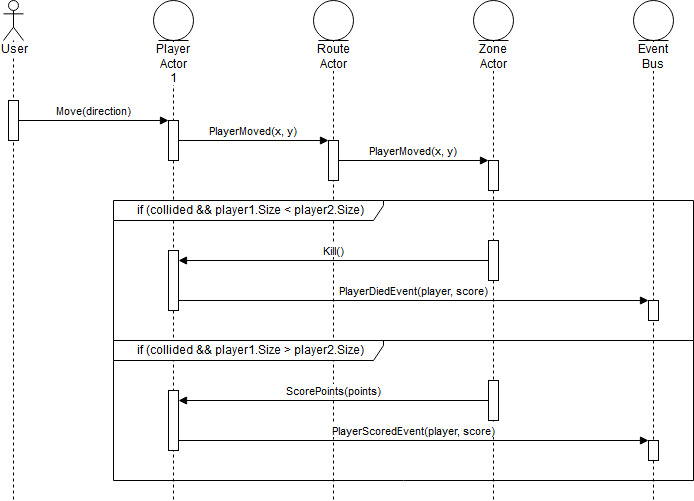 User
Player
Actor
1
Route
Actor
Zone
Actor
Event
Bus
Move(direction)
PlayerMoved(x, y)
PlayerMoved(x, y)
if (collided && player1.Size < player2.Size)
Kill()
PlayerDiedEvent(player, score)
if (collided && player1.Size > player2.Size)
ScorePoints(points)
PlayerScoredEvent(player, score)